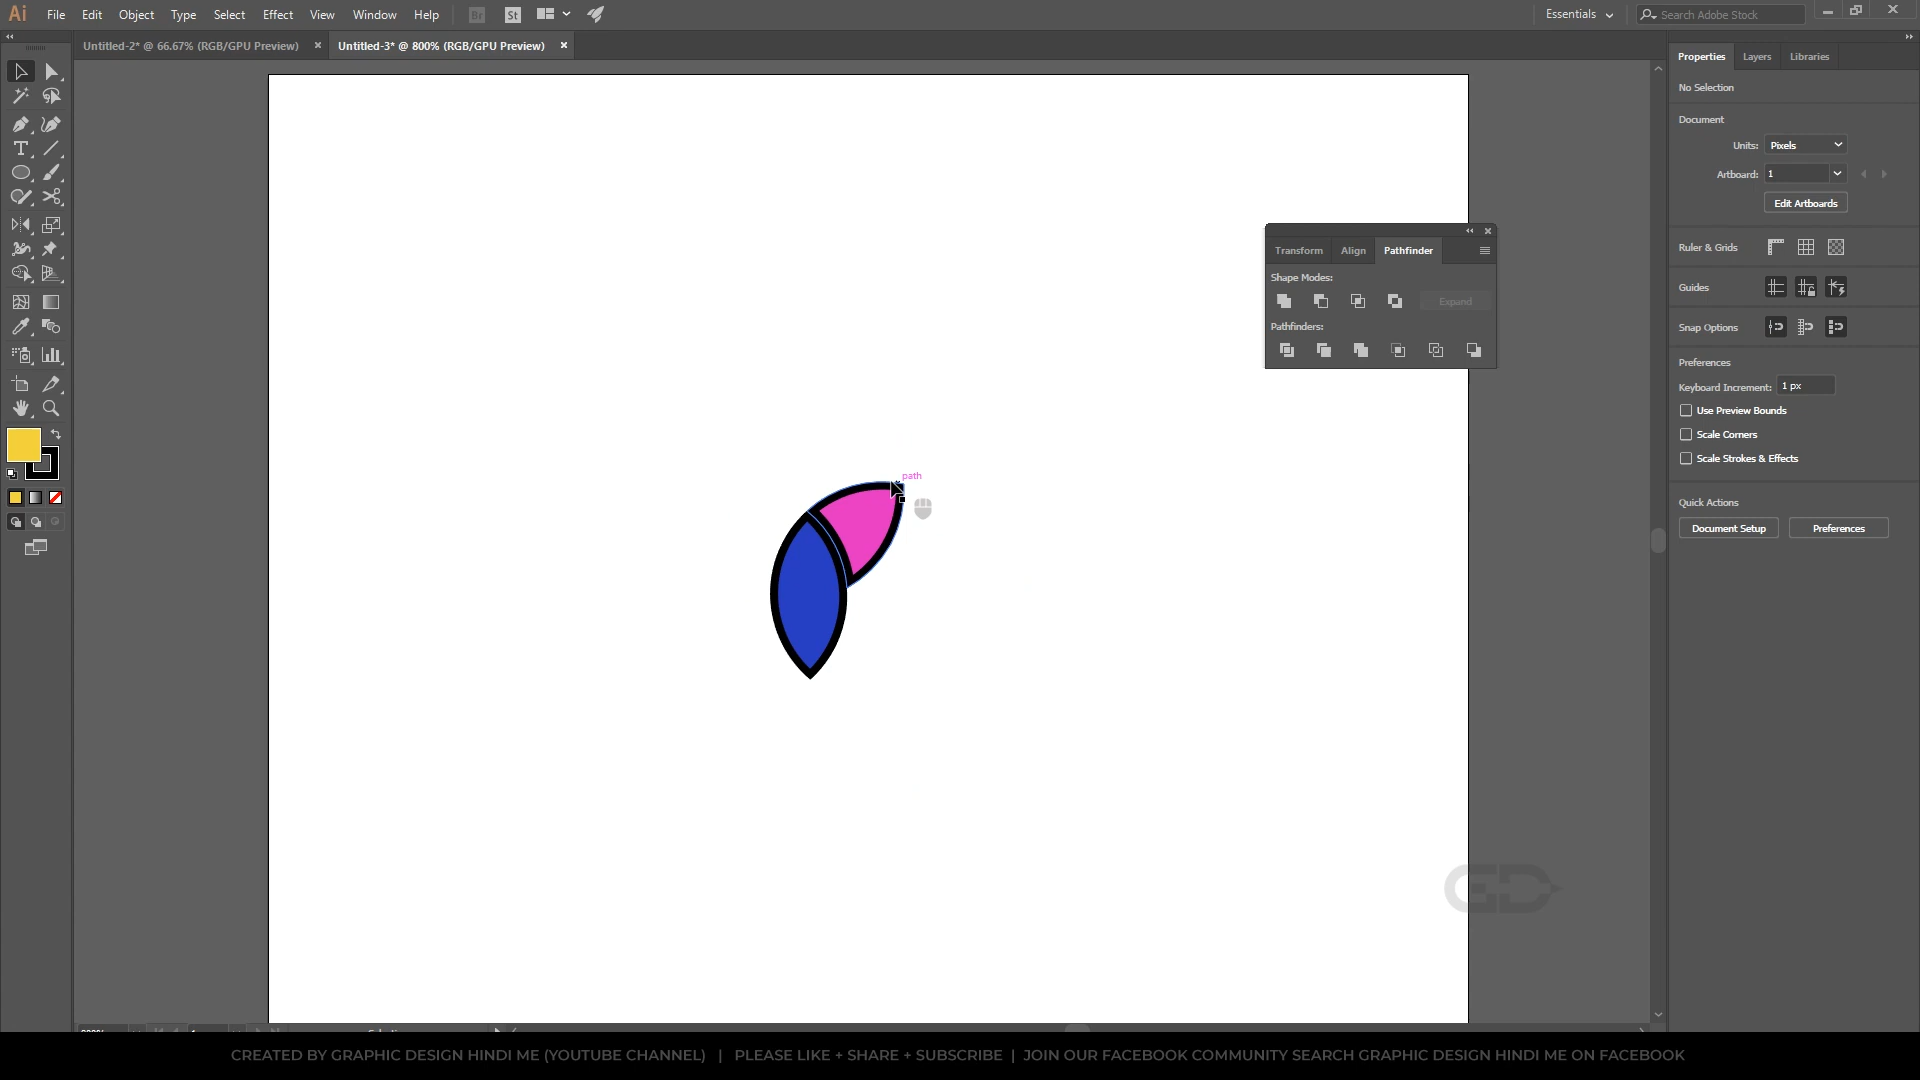 Ai File Edit Object Type Select Effect View Window Help Br St Essentials Search Adobe Stock
Untitled-2* @ 66.67% (RGB/GPU Preview) Untitled-3* @ 800% (RGB/GPU Preview)
Properties Layers Libraries
No Selection
Document
Units: Pixels
Artboard: 1
Edit Artboards
Ruler & Grids
Guides
Snap Options
Preferences
Keyboard Increment: 1 px
Use Preview Bounds
Scale Corners
Scale Strokes & Effects
Quick Actions
Document Setup Preferences
Transform Align Pathfinder
Shape Modes:
Expand
Pathfinders:
path
GD
CREATED BY GRAPHIC DESIGN HINDI ME (YOUTUBE CHANNEL) | PLEASE LIKE + SHARE + SUBSCRIBE | JOIN OUR FACEBOOK COMMUNITY SEARCH GRAPHIC DESIGN HINDI ME ON FACEBOOK